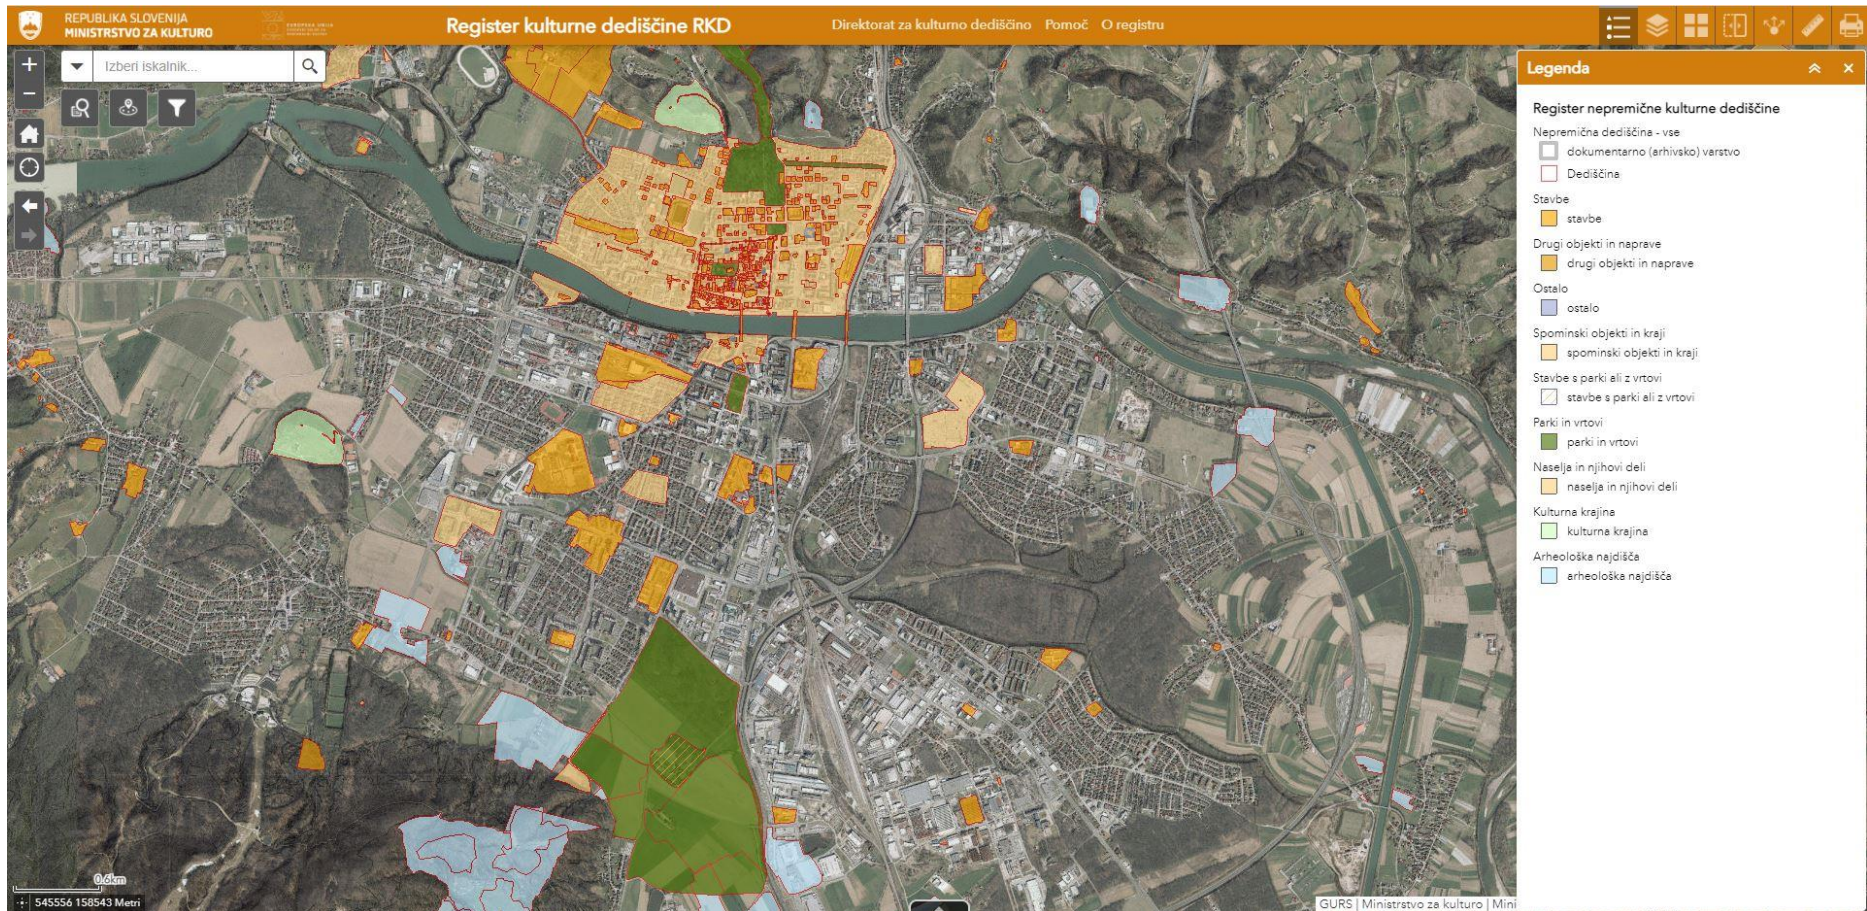 REPUBLIKA SLOVENIJA
MINISTRSTVO ZA KULTURO
EVROPSKA UNIJA
Register kulturne dediščine RKD
Direktorat za kulturno dediščino Pomoč O registru
Izberi iskalnik...
Legenda
Register nepremične kulturne dediščine
Nepremična dediščina - vse
dokumentarno (arhivsko) varstvo
Dediščina
Stavbe
stavbe
Drugi objekti in naprave
drugi objekti in naprave
Ostalo
ostalo
Spominski objekti in kraji
spominski objekti in kraji
Stavbe s parki ali z vrtovi
stavbe s parki ali z vrtovi
Parki in vrtovi
parki in vrtovi
Naselja in njihovi deli
naselja in njihovi deli
Kulturna krajina
kulturna krajina
Arheološka najdišča
arheološka najdišča
0.6km
545556 158543 Metri
GURS | Ministrstvo za kulturo | Mini